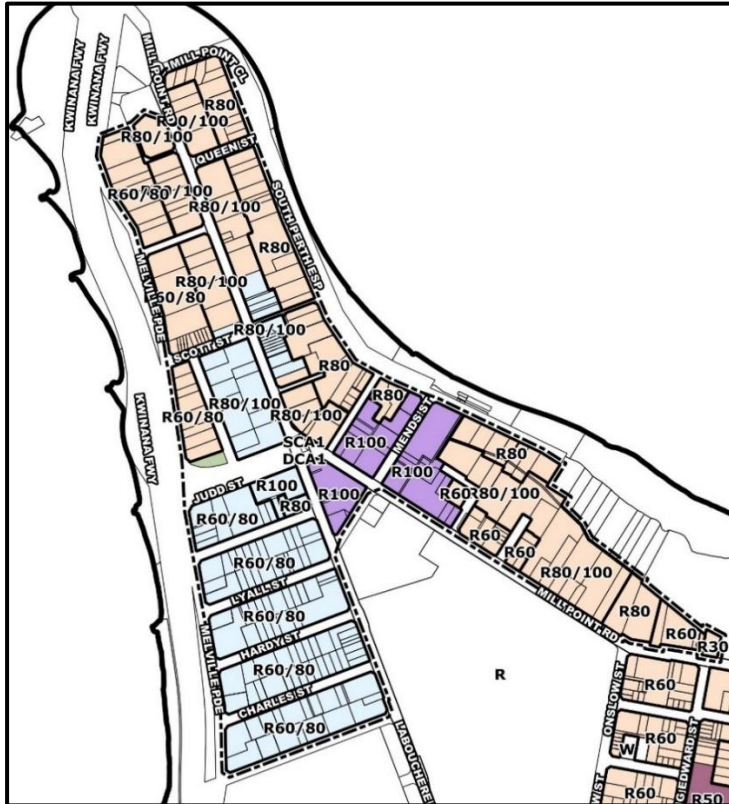 MILL POINT CL
KWINANA FWY
KWINANA FWY
MILL POINT RD
R80
R80/100
R80/100
QUEEN ST
R60/80
R80/100
R80
SOUTH PERTH ESP
R80/100
MELVILLE PDE
R80/100
SCOTT ST
R80
R60/80
R80/100
R80
R80/100
KWINANA FWY
SCA1
DCA1
R100
MENDS ST
R80
R100
R100
R80
R60
R80/100
JUDD ST
R100
R60/80
R60
R60
R60/80
LYALL ST
R80/100
R60/80
MILL POINT RD
R80
R60
R30
HARDY ST
MELVILLE PDE
R60/80
CHARLES ST
R
R60
ONSLOW ST
R60/80
R60
W
LABOUCHERE
R60
R50